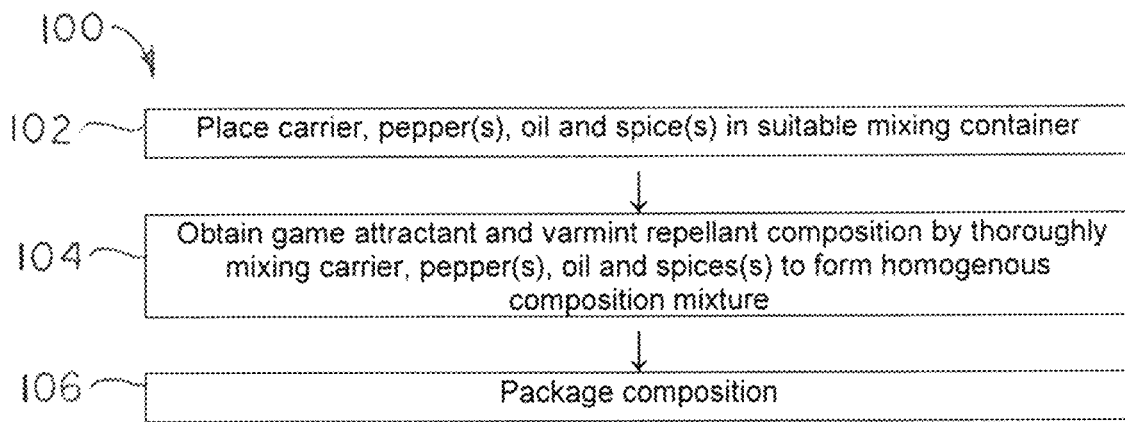 100
102 Place carrier, pepper(s), oil and spice(s) in suitable mixing container
Obtain game attractant and varmint repellant composition by thoroughly
104 mixing carrier, pepper(s), oil and spices(s) to form homogenous
composition mixture
106 Package composition